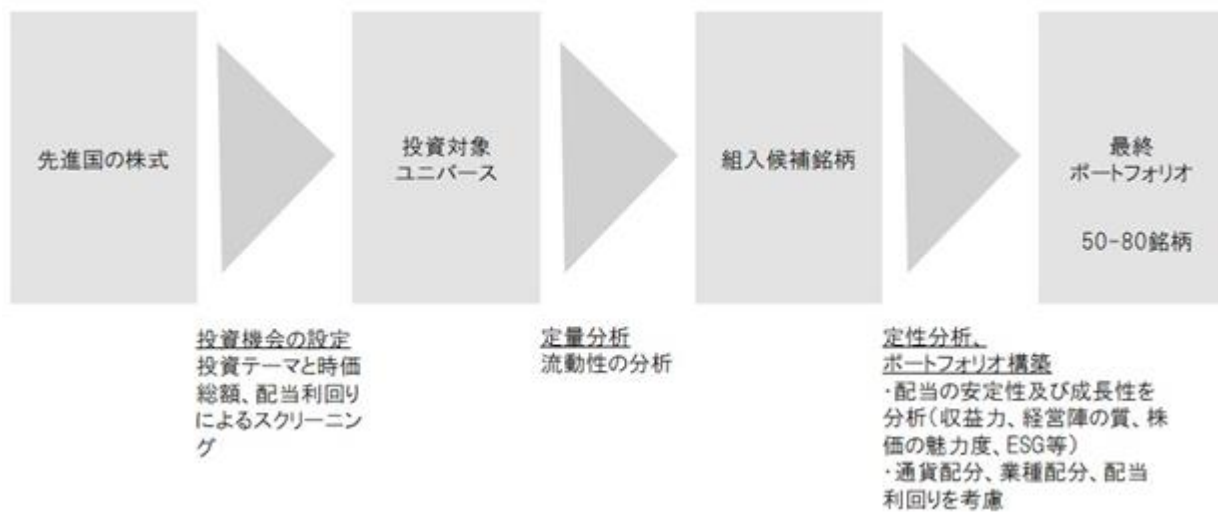 先進国の株式
投資対象
ユニバース
組入候補銘柄
最終
ポートフォリオ
50-80銘柄
投資機会の設定
投資テーマと時価
総額、配当利回り
によるスクリーニン
グ
定量分析
流動性の分析
定性分析、
ポートフォリオ構築
・配当の安定性及び成長性を
分析(収益力、経営陣の質、株
価の魅力度、ESG等)
・通貨配分、業種配分、配当
利回りを考慮